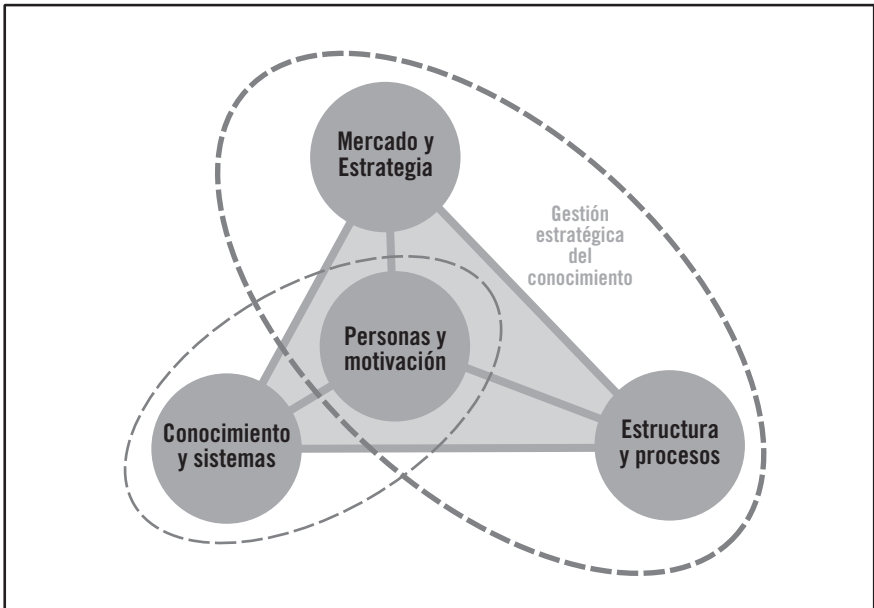 Mercado y
Estrategia
Gestión
estratégica
del
conocimiento
Personas y
motivación
Conocimiento
y sistemas
Estructura
y procesos